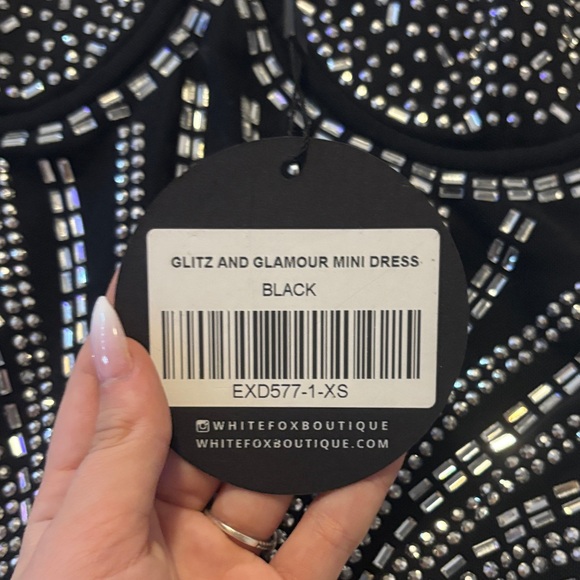 GLITZ AND GLAMOUR MINI DRESS
BLACK
EXD577-1-XS
WHITEFOXBOUTIQUE
WHITEFOXBOUTIQUE.COM